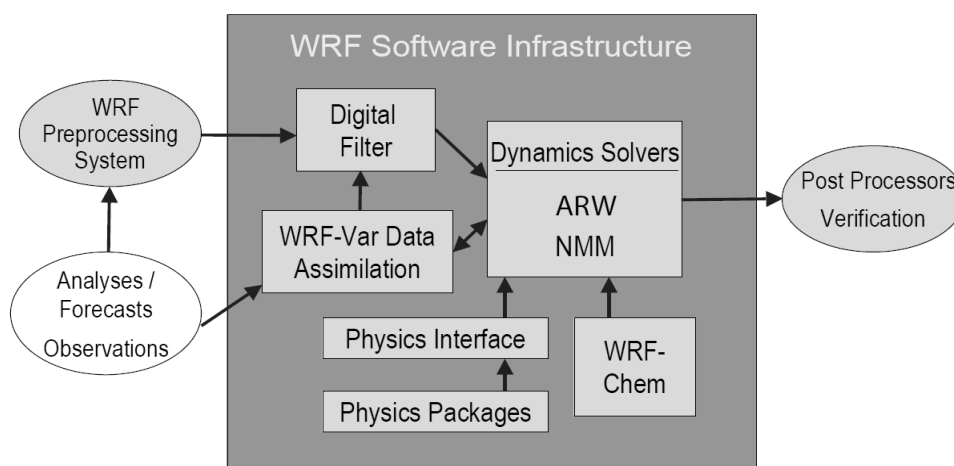 WRF Software Infrastructure
WRF
Preprocessing
System
Digital
Filter
Dynamics Solvers
ARW
NMM
Post Processors
Verification
WRF-Var Data
Assimilation
Analyses /
Forecasts
Observations
Physics Interface
WRF-
Chem
Physics Packages